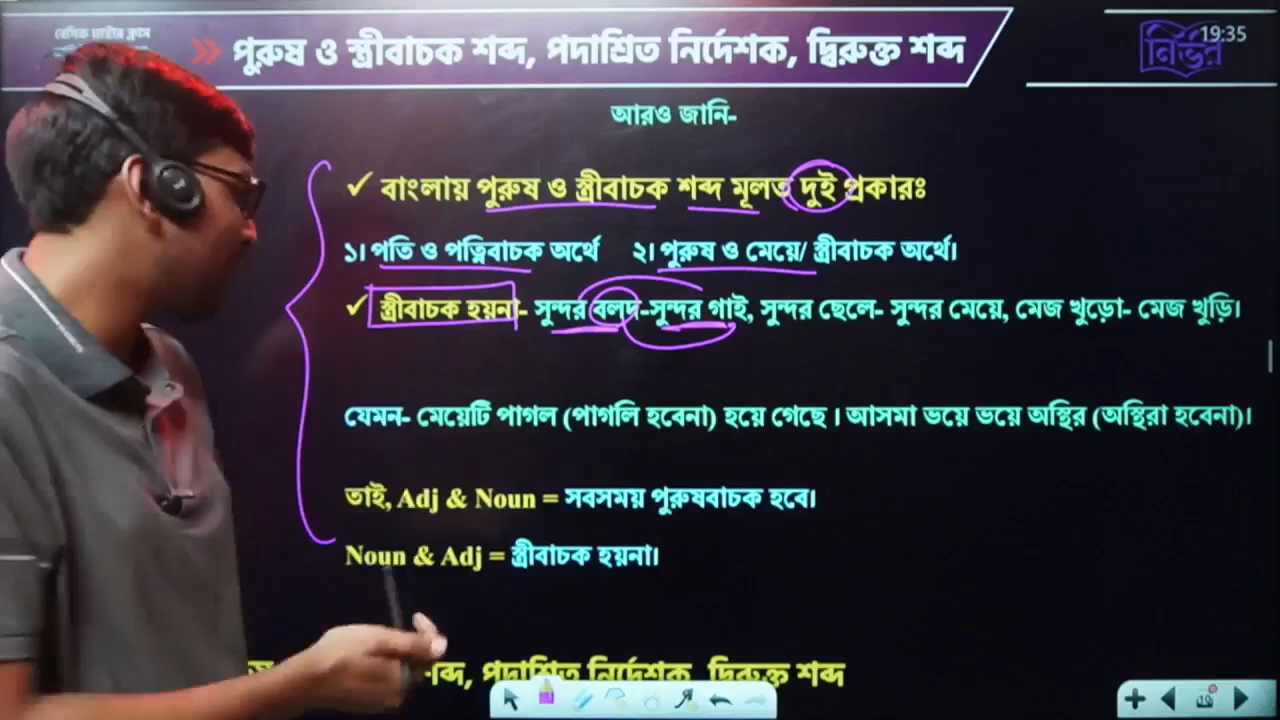 বেসিক মাস্টার ক্লাস
পুরুষ ও স্ত্রীবাচক শব্দ, পদাশ্রিত নির্দেশক, দ্বিরুক্ত শব্দ
নির্ভর
19:35
আরও জানি-
✓ বাংলায় পুরুষ ও স্ত্রীবাচক শব্দ মূলত দুই প্রকারঃ
১। পতি ও পত্নিবাচক অর্থে ২। পুরুষ ও মেয়ে/ স্ত্রীবাচক অর্থে।
✓ স্ত্রীবাচক হয়না- সুন্দর বলদ-সুন্দর গাই, সুন্দর ছেলে- সুন্দর মেয়ে, মেজ খুড়ো- মেজ খুড়ি।
যেমন- মেয়েটি পাগল (পাগলি হবেনা) হয়ে গেছে। আসমা ভয়ে ভয়ে অস্থির (অস্থিরা হবেনা)।
তাই, Adj & Noun = সবসময় পুরুষবাচক হবে।
Noun & Adj = স্ত্রীবাচক হয়না।
শব্দ, পদাশ্রিত নির্দেশক, দ্বিরুক্ত শব্দ